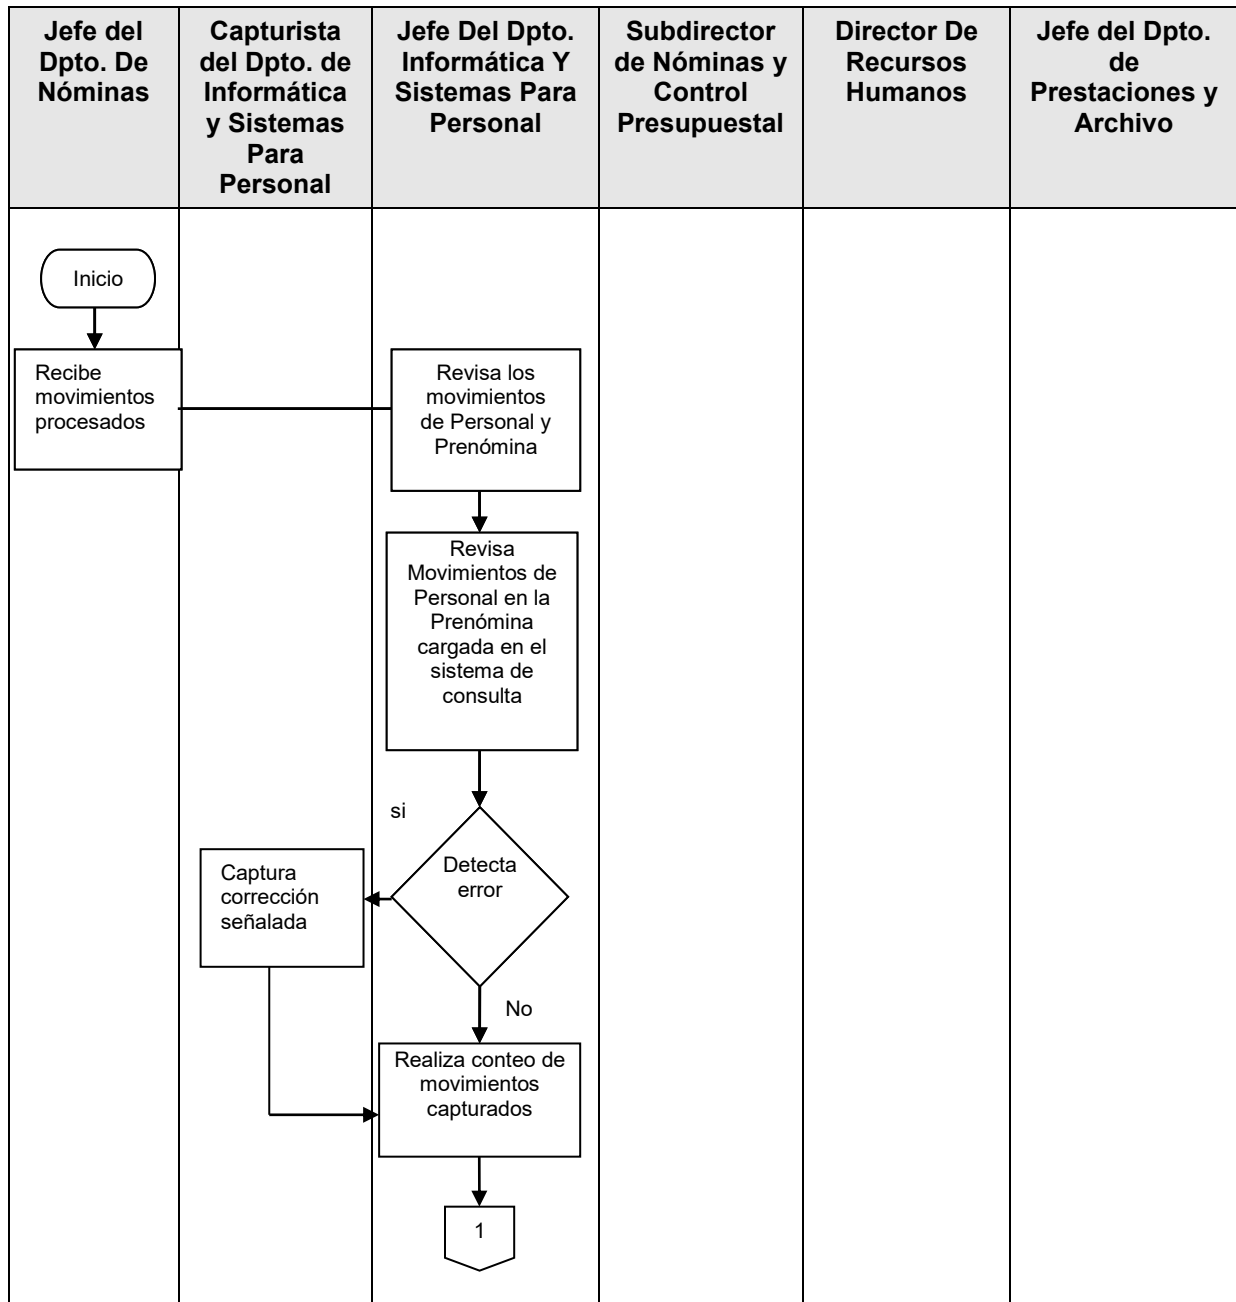 Jefe del
Dpto. De
Nóminas
Capturista
del Dpto. de
Informática
y Sistemas
Para
Personal
Jefe Del Dpto.
Informática Y
Sistemas Para
Personal
Subdirector
de Nóminas y
Control
Presupuestal
Director De
Recursos
Humanos
Jefe del Dpto.
de
Prestaciones y
Archivo
Inicio
Recibe
movimientos
procesados
Revisa los
movimientos
de Personal y
Prenómina
Revisa
Movimientos de
Personal en la
Prenómina
cargada en el
sistema de
consulta
si
Detecta
error
Captura
corrección
señalada
No
Realiza conteo de
movimientos
capturados
1